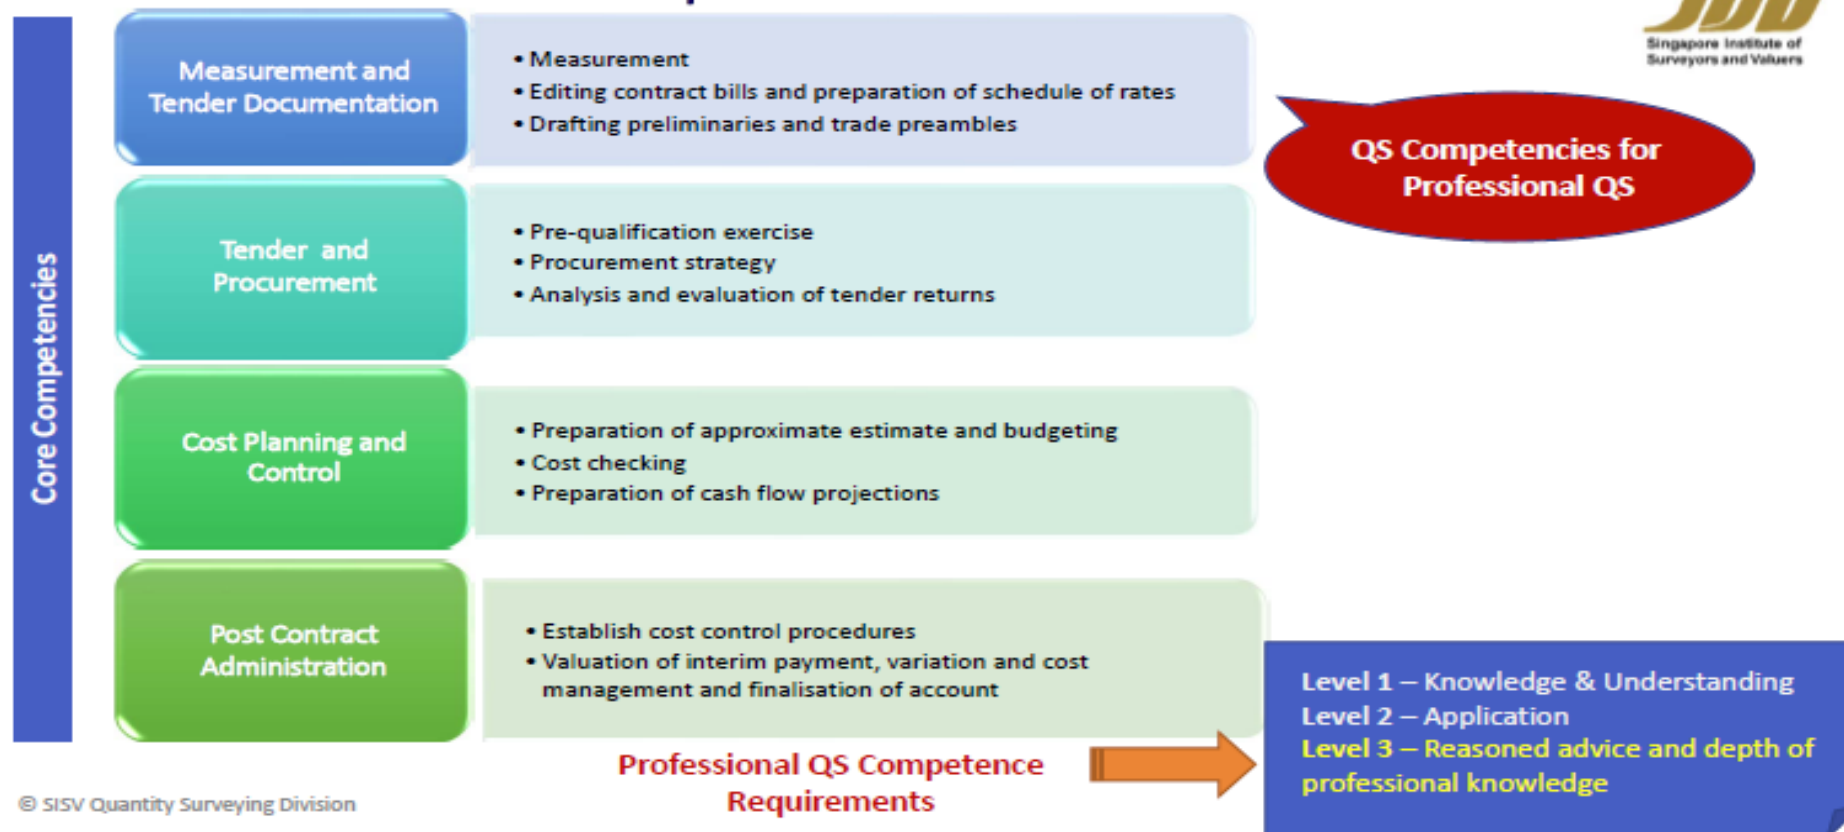 Singapore Institute of
Surveyors and Valuers
QS Competencies for
Professional QS
Core Competencies
Measurement and
Tender Documentation
• Measurement
• Editing contract bills and preparation of schedule of rates
• Drafting preliminaries and trade preambles
Tender and
Procurement
• Pre-qualification exercise
• Procurement strategy
• Analysis and evaluation of tender returns
Cost Planning and
Control
• Preparation of approximate estimate and budgeting
• Cost checking
• Preparation of cash flow projections
Post Contract
Administration
• Establish cost control procedures
• Valuation of interim payment, variation and cost
management and finalisation of account
Professional QS Competence
Requirements
Level 1 – Knowledge & Understanding
Level 2 – Application
Level 3 – Reasoned advice and depth of
professional knowledge
© SISV Quantity Surveying Division